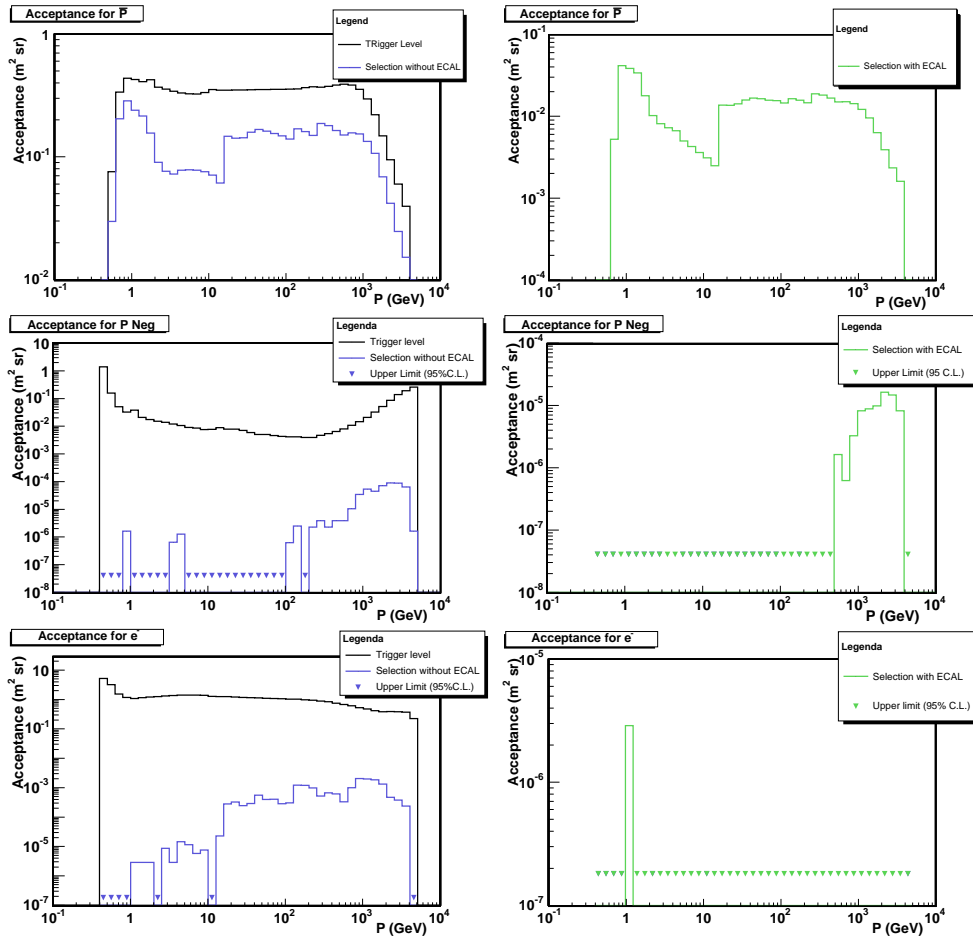 Acceptance for P̅
Legend
TRigger Level
Selection without ECAL
Acceptance (m² sr)
1
10⁻¹
10⁻²
10⁻¹ 1 10 10² 10³ 10⁴
P (GeV)
Acceptance for P̅
Legend
Selection with ECAL
Acceptance (m² sr)
10⁻¹
10⁻²
10⁻³
10⁻⁴
10⁻¹ 1 10 10² 10³ 10⁴
P (GeV)
Acceptance for P Neg
Legenda
Trigger level
Selection without ECAL
Upper Limit (95%C.L.)
Acceptance (m² sr)
10
1
10⁻¹
10⁻²
10⁻³
10⁻⁴
10⁻⁵
10⁻⁶
10⁻⁷
10⁻⁸
10⁻¹ 1 10 10² 10³ 10⁴
P (GeV)
Acceptance for P Neg
Legenda
Selection with ECAL
Upper Limit (95 C.L.)
Acceptance (m² sr)
10⁻⁴
10⁻⁵
10⁻⁶
10⁻⁷
10⁻⁸
10⁻¹ 1 10 10² 10³ 10⁴
P (GeV)
Acceptance for e⁻
Legenda
Trigger level
Selection without ECAL
Upper Limit (95%C.L.)
Acceptance (m² sr)
10
10⁻¹
10⁻³
10⁻⁵
10⁻⁷
10⁻¹ 1 10 10² 10³ 10⁴
P (GeV)
Acceptance for e⁻
Legenda
Selection with ECAL
Upper limit (95% C.L.)
Acceptance (m² sr)
10⁻⁵
10⁻⁶
10⁻⁷
10⁻¹ 1 10 10² 10³ 10⁴
P (GeV)